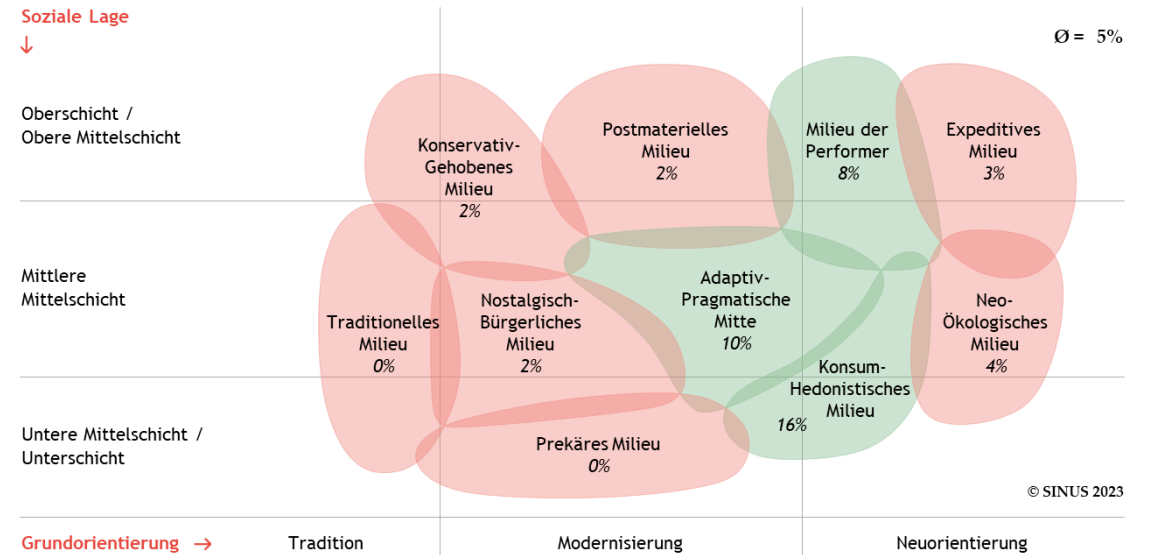 Soziale Lage
↓
Ø = 5%
Oberschicht /
Obere Mittelschicht
Konservativ-
Gehobenes
Milieu
2%
Postmaterielles
Milieu
2%
Milieu der
Performer
8%
Expeditives
Milieu
3%
Mittlere
Mittelschicht
Traditionelles
Milieu
0%
Nostalgisch-
Bürgerliches
Milieu
2%
Adaptiv-
Pragmatische
Mitte
10%
Neo-
Ökologisches
Milieu
4%
Konsum-
Hedonistisches
Milieu
16%
Untere Mittelschicht /
Unterschicht
Prekäres Milieu
0%
© SINUS 2023
Grundorientierung →
Tradition
Modernisierung
Neuorientierung